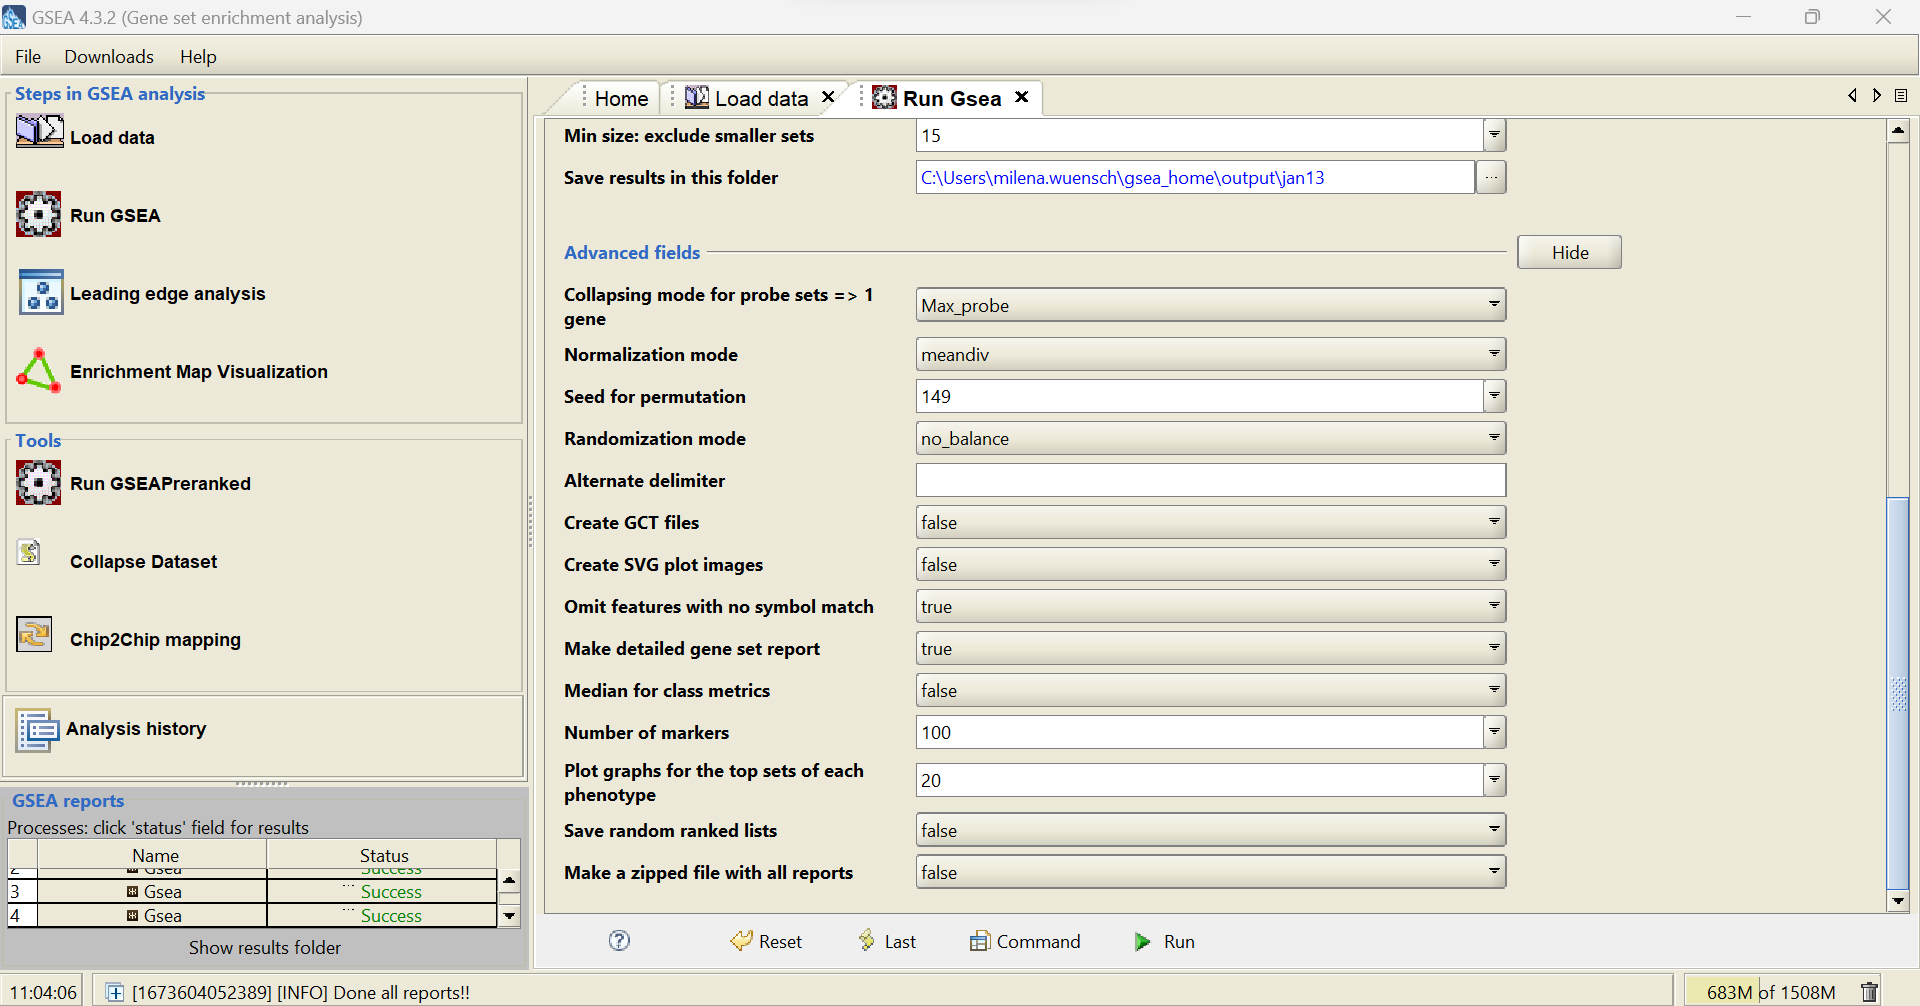 GSEA 4.3.2 (Gene set enrichment analysis)
File Downloads Help
Steps in GSEA analysis
Load data
Run GSEA
Leading edge analysis
Enrichment Map Visualization
Tools
Run GSEAPreranked
Collapse Dataset
Chip2Chip mapping
Analysis history
GSEA reports
Processes: click 'status' field for results
Name Status
2 Gsea Success
3 Gsea ... Success
4 Gsea ... Success
Show results folder
Home Load data Run Gsea
Min size: exclude smaller sets 15
Save results in this folder C:\Users\milena.wuensch\gsea_home\output\jan13 ...
Advanced fields Hide
Collapsing mode for probe sets => 1
gene Max_probe
Normalization mode meandiv
Seed for permutation 149
Randomization mode no_balance
Alternate delimiter
Create GCT files false
Create SVG plot images false
Omit features with no symbol match true
Make detailed gene set report true
Median for class metrics false
Number of markers 100
Plot graphs for the top sets of each
phenotype 20
Save random ranked lists false
Make a zipped file with all reports false
? Reset Last Command Run
11:04:06 [1673604052389] [INFO] Done all reports!! 683M of 1508M